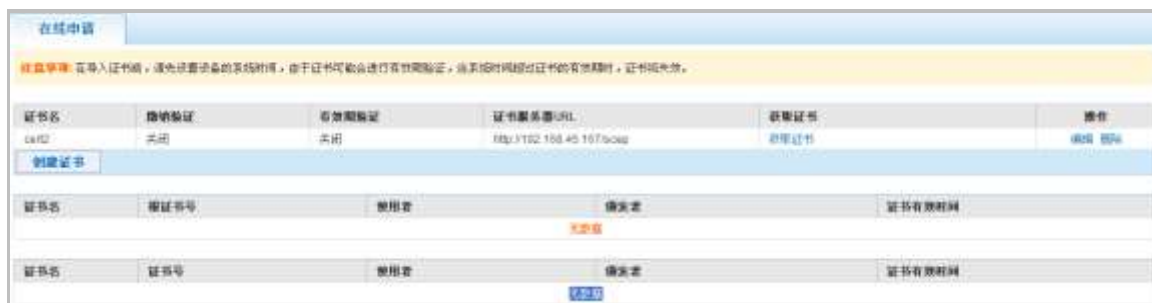 在线申请
注意事项: 在导入证书前，请先设置设备的系统时间，由于证书可能会进行有效期验证，当系统时间超过证书的有效期时，证书将失效。
证书名 撤销验证 有效期验证 证书服务器URL 获取证书 操作
cert2 关闭 关闭 获取证书 编辑 删除
创建证书
证书名 根证书号 使用者 颁发者 证书有效时间
无数据
证书名 证书号 使用者 颁发者 证书有效时间
无数据